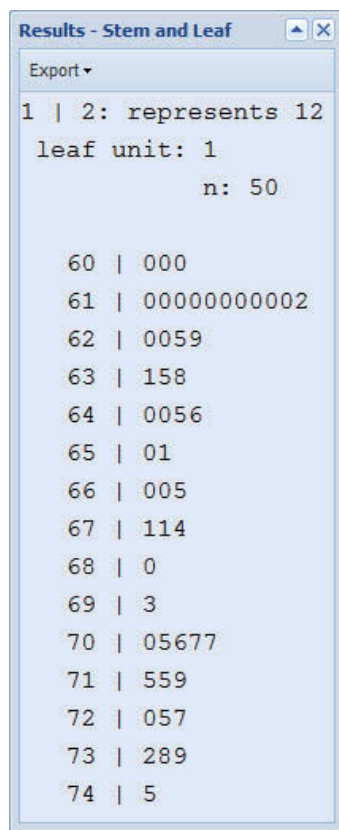 Results - Stem and Leaf
Export
1 | 2: represents 12
leaf unit: 1
n: 50
60 | 000
61 | 00000000002
62 | 0059
63 | 158
64 | 0056
65 | 01
66 | 005
67 | 114
68 | 0
69 | 3
70 | 05677
71 | 559
72 | 057
73 | 289
74 | 5